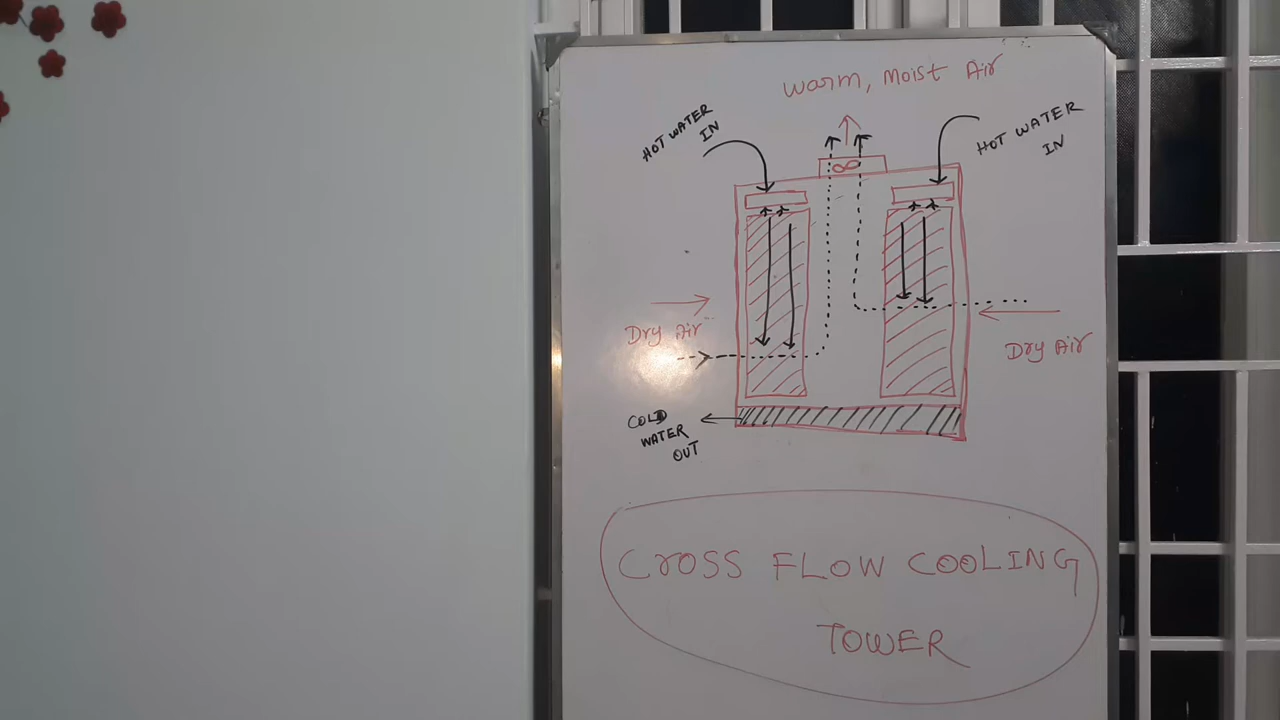 Warm, Moist Air
HOT WATER
IN
HOT WATER
IN
Dry Air
Dry Air
COLD
WATER
OUT
CROSS FLOW COOLING
TOWER